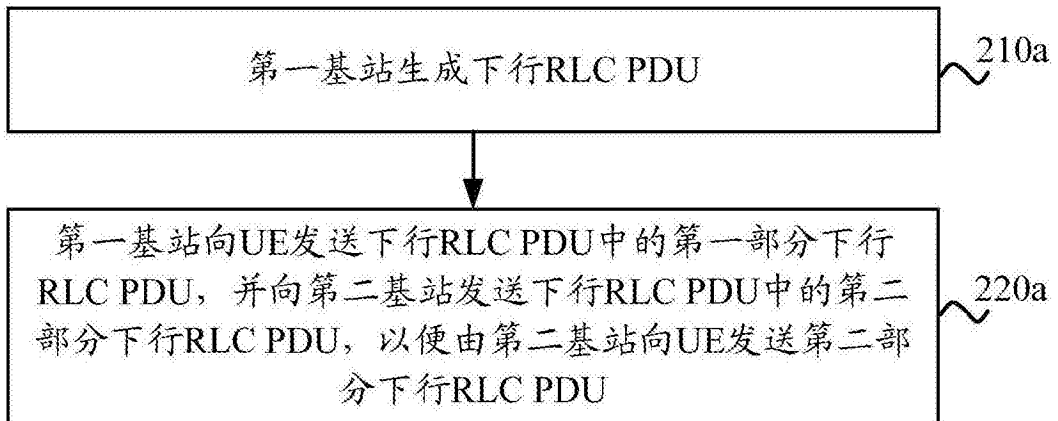 第一基站生成下行RLC PDU
210a
第一基站向UE发送下行RLC PDU中的第一部分下行
RLC PDU，并向第二基站发送下行RLC PDU中的第二
部分下行RLC PDU，以便由第二基站向UE发送第二部
分下行RLC PDU
220a